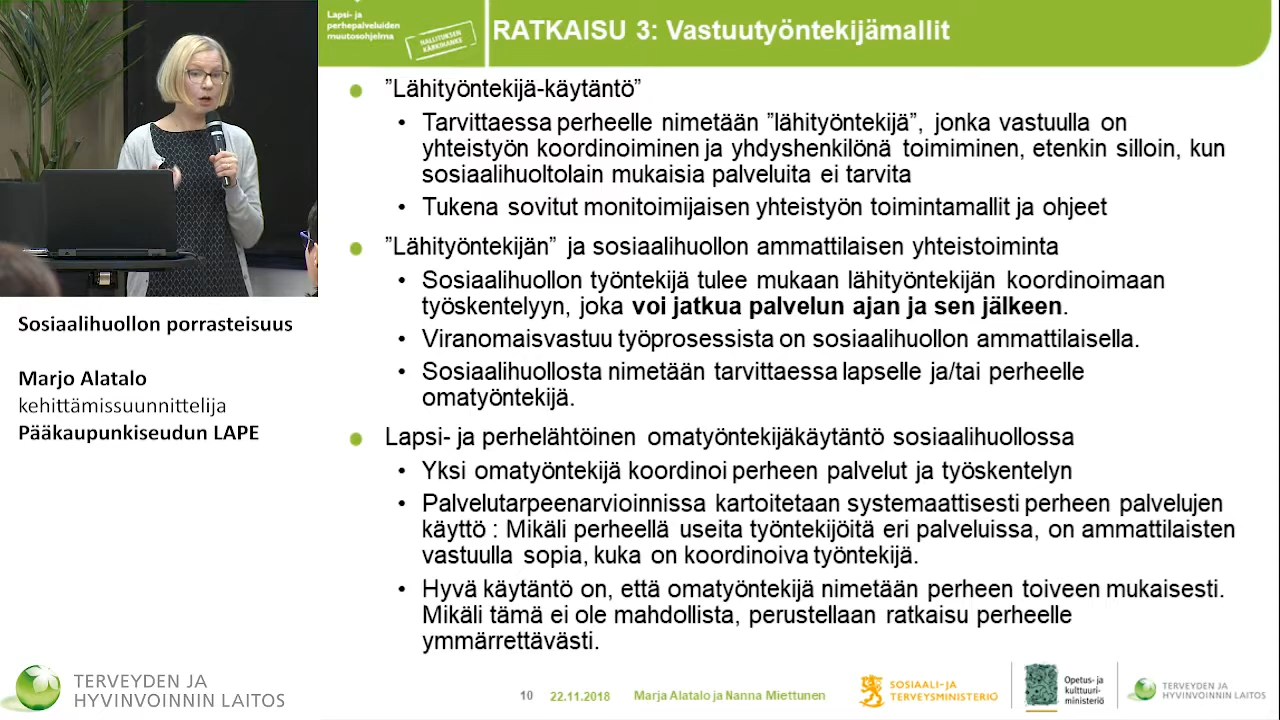 Lapsi- ja
perhepalveluiden
muutosohjelma
HALLITUKSEN
KÄRKIHANKE
RATKAISU 3: Vastuutyöntekijämallit
”Lähityöntekijä-käytäntö”
Tarvittaessa perheelle nimetään ”lähityöntekijä”, jonka vastuulla on
yhteistyön koordinoiminen ja yhdyshenkilönä toimiminen, etenkin silloin, kun
sosiaalihuoltolain mukaisia palveluita ei tarvita
Tukena sovitut monitoimijaisen yhteistyön toimintamallit ja ohjeet
”Lähityöntekijän” ja sosiaalihuollon ammattilaisen yhteistoiminta
Sosiaalihuollon työntekijä tulee mukaan lähityöntekijän koordinoimaan
työskentelyyn, joka voi jatkua palvelun ajan ja sen jälkeen.
Viranomaisvastuu työprosessista on sosiaalihuollon ammattilaisella.
Sosiaalihuollosta nimetään tarvittaessa lapselle ja/tai perheelle
omatyöntekijä.
Lapsi- ja perhelähtöinen omatyöntekijäkäytäntö sosiaalihuollossa
Yksi omatyöntekijä koordinoi perheen palvelut ja työskentelyn
Palvelutarpeenarvioinnissa kartoitetaan systemaattisesti perheen palvelujen
käyttö : Mikäli perheellä useita työntekijöitä eri palveluissa, on ammattilaisten
vastuulla sopia, kuka on koordinoiva työntekijä.
Hyvä käytäntö on, että omatyöntekijä nimetään perheen toiveen mukaisesti.
Mikäli tämä ei ole mahdollista, perustellaan ratkaisu perheelle
ymmärrettävästi.
Sosiaalihuollon porrasteisuus
Marjo Alatalo
kehittämissuunnittelija
Pääkaupunkiseudun LAPE
TERVEYDEN JA
HYVINVOINNIN LAITOS
10 22.11.2018 Marja Alatalo ja Nanna Miettunen
SOSIAALI- JA
TERVEYSMINISTERIÖ
Opetus- ja
kulttuuri-
ministeriö
TERVEYDEN JA
HYVINVOINNIN LAITOS